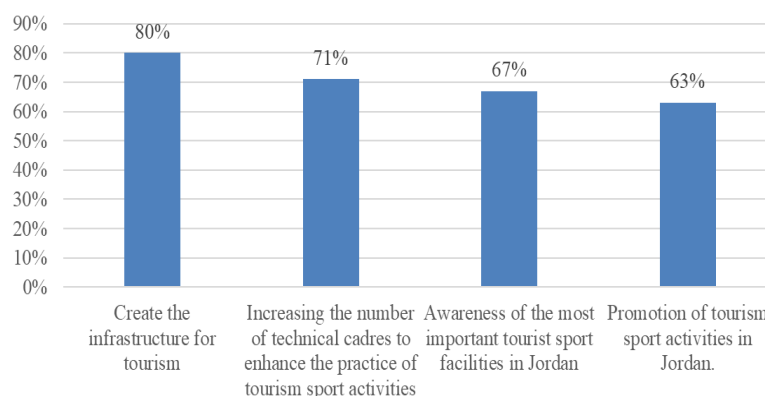 90%
80%
70%
60%
50%
40%
30%
20%
10%
0%
80%
71%
67%
63%
Create the
infrastructure for
tourism
Increasing the number
of technical cadres to
enhance the practice of
tourism sport activities
Awareness of the most
important tourist sport
facilities in Jordan
Promotion of tourism
sport activities in
Jordan.